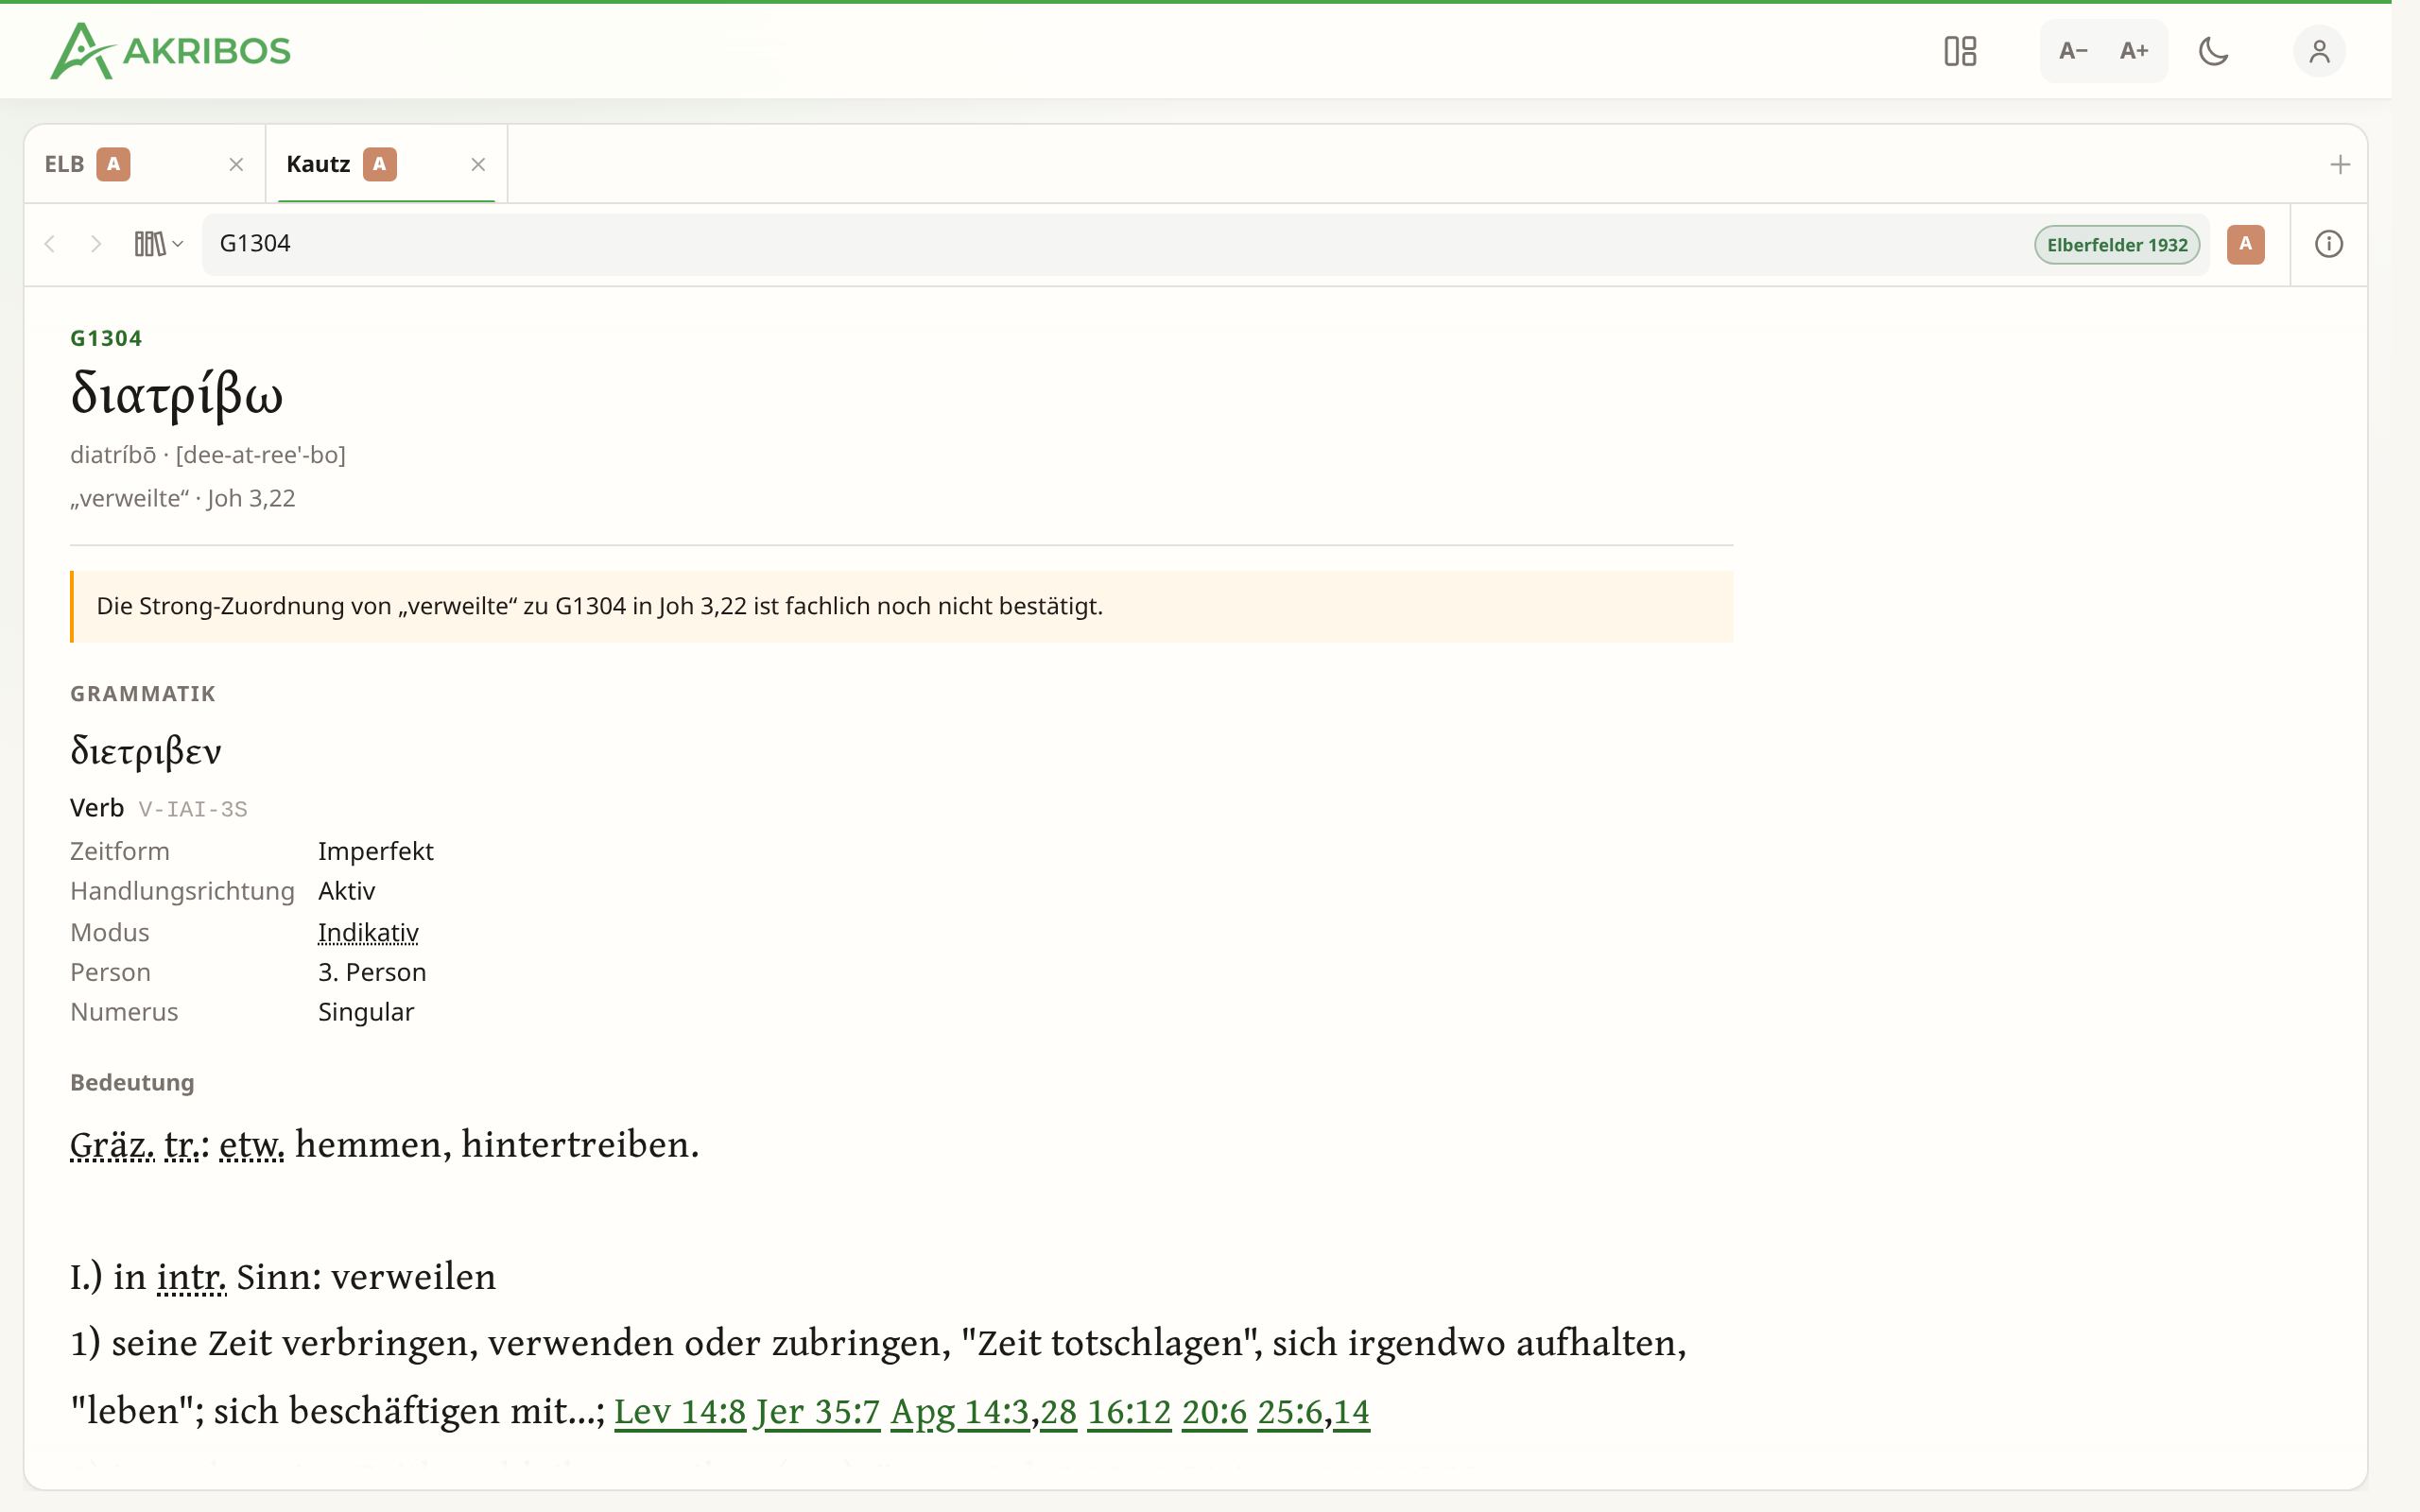 AKRIBOS
A− A+
ELB A × Kautz A × +
G1304 Elberfelder 1932 A
G1304
διατρίβω
diatríbō · [dee-at-ree'-bo]
„verweilte“ · Joh 3,22
Die Strong-Zuordnung von „verweilte“ zu G1304 in Joh 3,22 ist fachlich noch nicht bestätigt.
GRAMMATIK
διετριβεν
Verb V-IAI-3S
Zeitform Imperfekt
Handlungsrichtung Aktiv
Modus Indikativ
Person 3. Person
Numerus Singular
Bedeutung
Gräz. tr.: etw. hemmen, hintertreiben.
I.) in intr. Sinn: verweilen
1) seine Zeit verbringen, verwenden oder zubringen, "Zeit totschlagen", sich irgendwo aufhalten,
"leben"; sich beschäftigen mit...; Lev 14:8 Jer 35:7 Apg 14:3,28 16:12 20:6 25:6,14